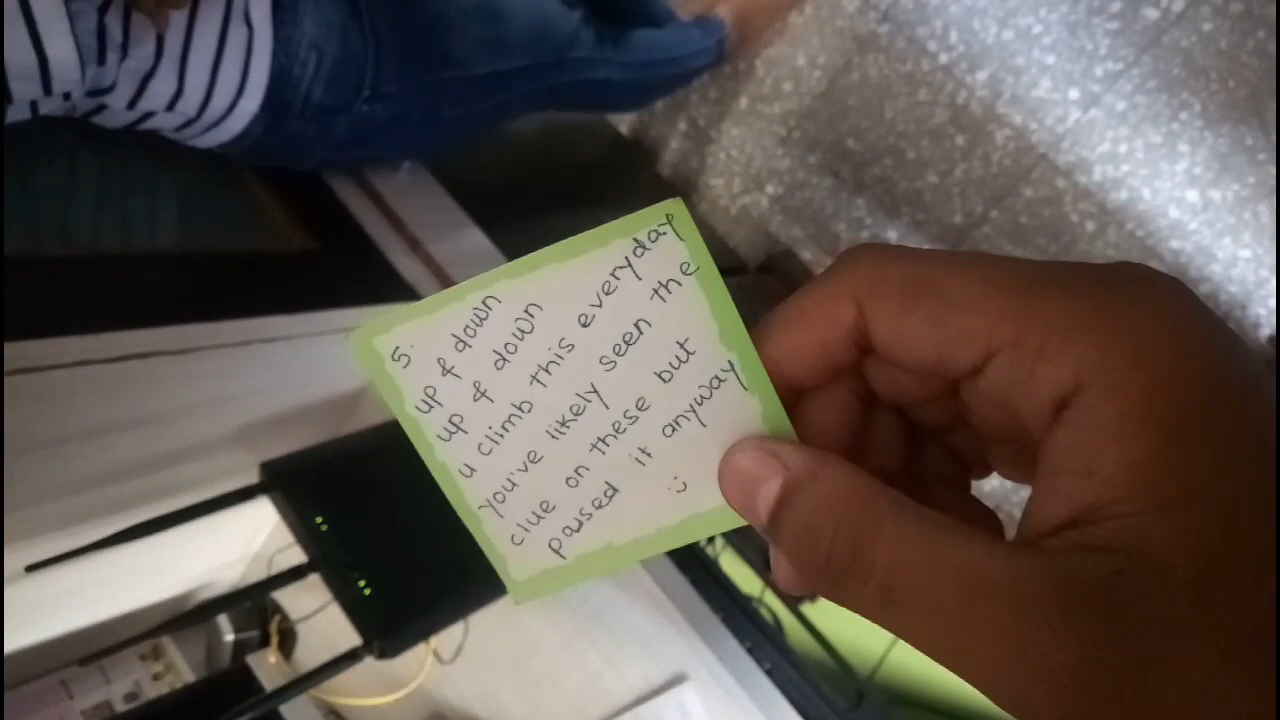 5.
up & down
up & down
u climb this everyday
you've likely seen the
clue on these but
paused it anyway
:)